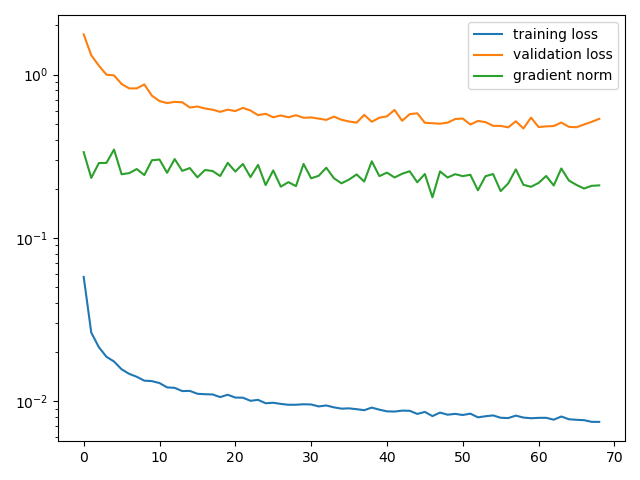 training loss
validation loss
gradient norm
10⁰
10⁻¹
10⁻²
0 10 20 30 40 50 60 70